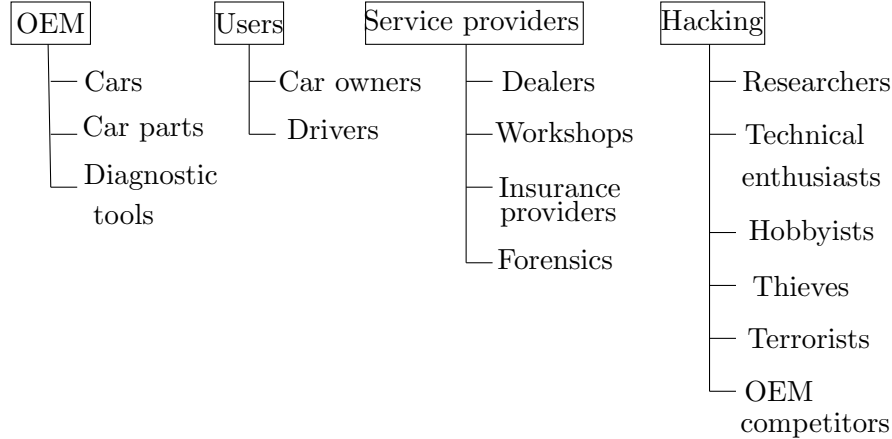 OEM
Cars
Car parts
Diagnostic
tools
Users
Car owners
Drivers
Service providers
Dealers
Workshops
Insurance
providers
Forensics
Hacking
Researchers
Technical
enthusiasts
Hobbyists
Thieves
Terrorists
OEM
competitors